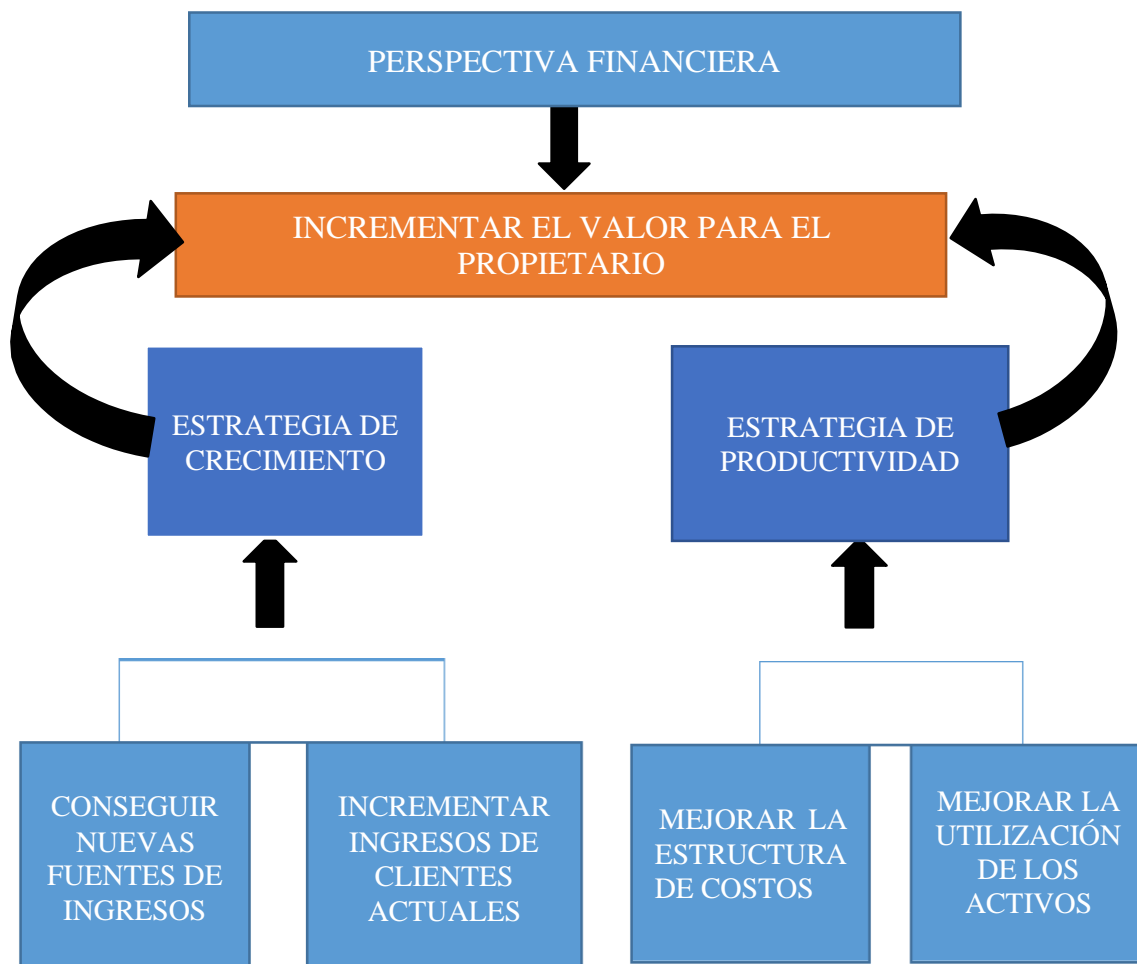 PERSPECTIVA FINANCIERA
INCREMENTAR EL VALOR PARA EL
PROPIETARIO
ESTRATEGIA DE
CRECIMIENTO
ESTRATEGIA DE
PRODUCTIVIDAD
CONSEGUIR
NUEVAS
FUENTES DE
INGRESOS
INCREMENTAR
INGRESOS DE
CLIENTES
ACTUALES
MEJORAR LA
ESTRUCTURA
DE COSTOS
MEJORAR LA
UTILIZACIÓN
DE LOS
ACTIVOS